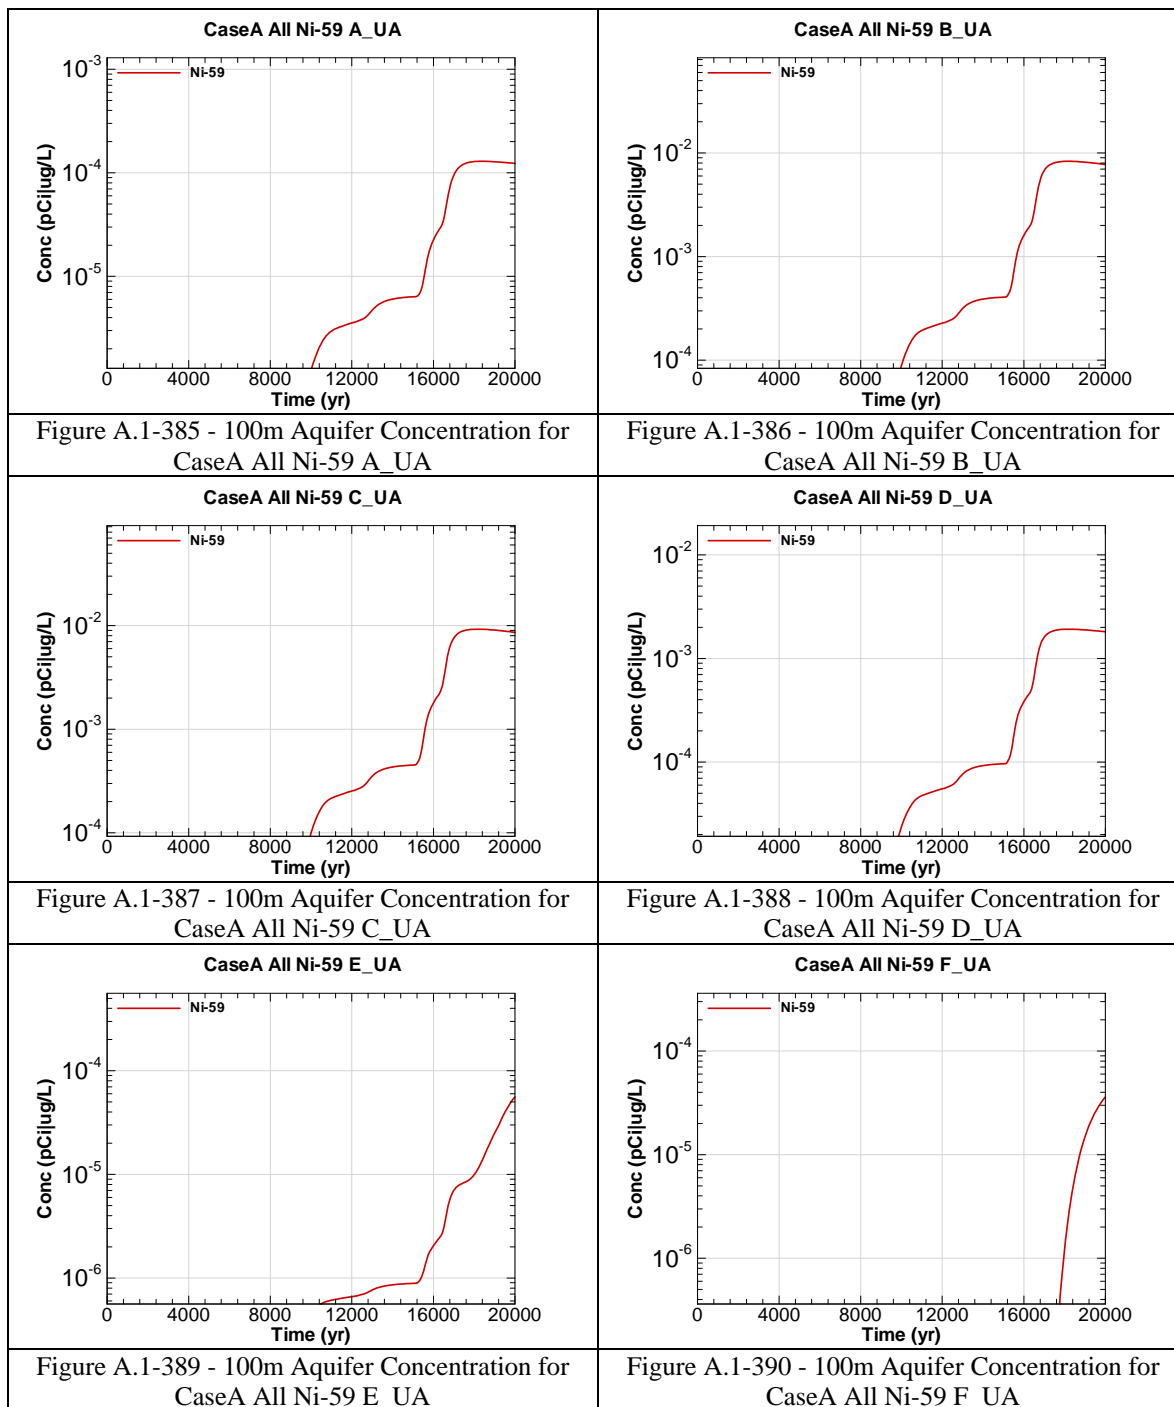 CaseA All Ni-59 A_UA
Ni-59
Conc (pCi|ug/L)
10-3
10-4
10-5
0 4000 8000 12000 16000 20000
Time (yr)
Figure A.1-385 - 100m Aquifer Concentration for
CaseA All Ni-59 A_UA
CaseA All Ni-59 B_UA
Ni-59
Conc (pCi|ug/L)
10-2
10-3
10-4
0 4000 8000 12000 16000 20000
Time (yr)
Figure A.1-386 - 100m Aquifer Concentration for
CaseA All Ni-59 B_UA
CaseA All Ni-59 C_UA
Ni-59
Conc (pCi|ug/L)
10-2
10-3
10-4
0 4000 8000 12000 16000 20000
Time (yr)
Figure A.1-387 - 100m Aquifer Concentration for
CaseA All Ni-59 C_UA
CaseA All Ni-59 D_UA
Ni-59
Conc (pCi|ug/L)
10-2
10-3
10-4
0 4000 8000 12000 16000 20000
Time (yr)
Figure A.1-388 - 100m Aquifer Concentration for
CaseA All Ni-59 D_UA
CaseA All Ni-59 E_UA
Ni-59
Conc (pCi|ug/L)
10-4
10-5
10-6
0 4000 8000 12000 16000 20000
Time (yr)
Figure A.1-389 - 100m Aquifer Concentration for
CaseA All Ni-59 E_UA
CaseA All Ni-59 F_UA
Ni-59
Conc (pCi|ug/L)
10-4
10-5
10-6
0 4000 8000 12000 16000 20000
Time (yr)
Figure A.1-390 - 100m Aquifer Concentration for
CaseA All Ni-59 F_UA